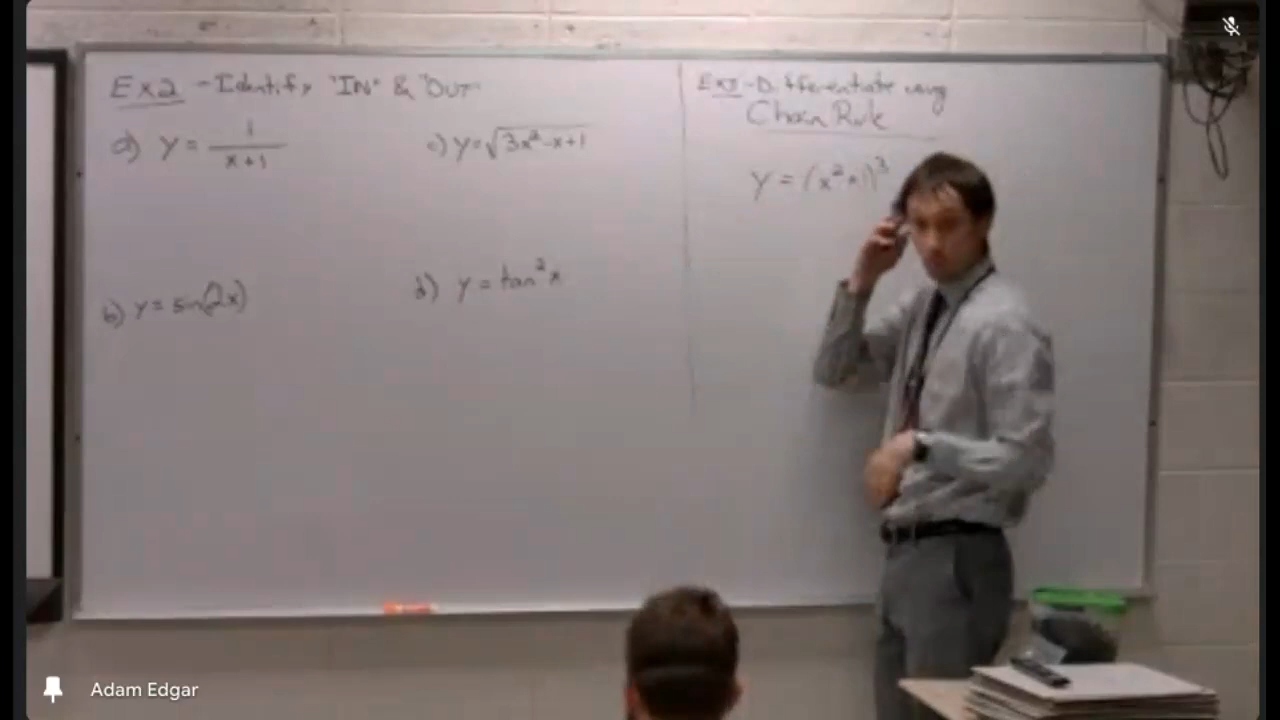 Ex2 - Identify "IN" & "OUT"
a) y = 1/(x+1)
c) y=√(3x²-x+1)
b) y = sin(2x)
d) y = tan²x
Ex3 - Differentiate using
Chain Rule
y = (x²+1)³
Adam Edgar